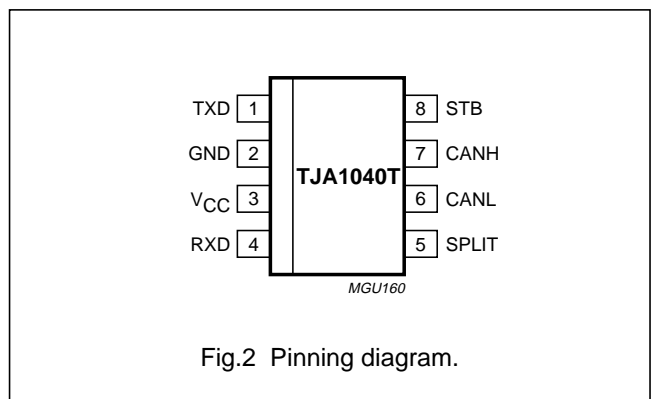 TXD 1 8 STB
GND 2 7 CANH
TJA1040T
VCC 3 6 CANL
RXD 4 5 SPLIT
MGU160
Fig.2 Pinning diagram.